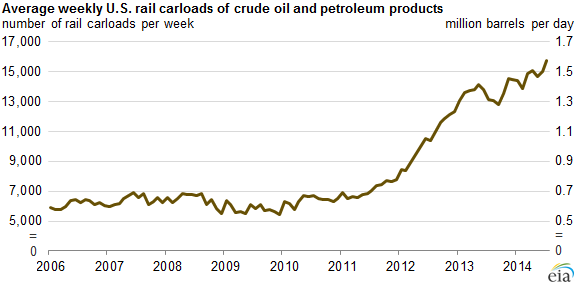 Average weekly U.S. rail carloads of crude oil and petroleum products
number of rail carloads per week million barrels per day
17,000 1.7
15,000 1.5
13,000 1.3
11,000 1.1
9,000 0.9
7,000 0.7
5,000 0.5
= =
0 0
2006 2007 2008 2009 2010 2011 2012 2013 2014
eia